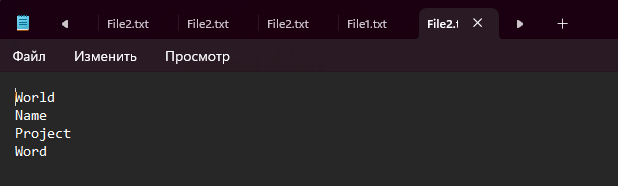 File2.txt File2.txt File2.txt File1.txt File2.t
Файл Изменить Просмотр
World
Name
Project
Word